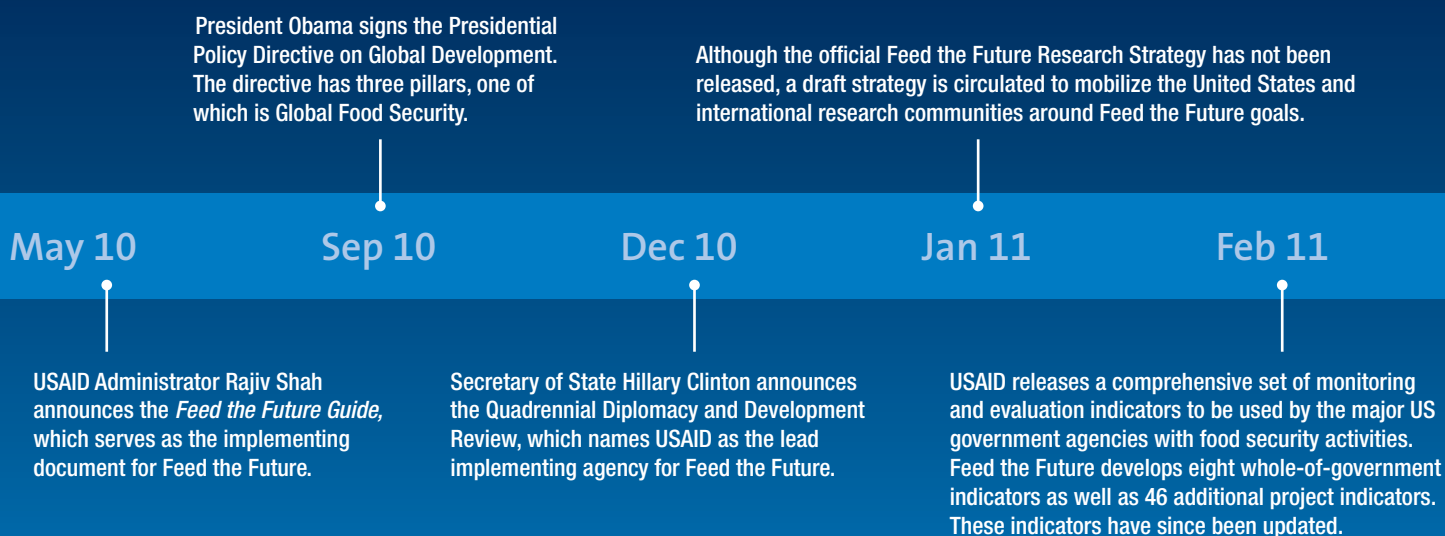 President Obama signs the Presidential
Policy Directive on Global Development.
The directive has three pillars, one of
which is Global Food Security.
Although the official Feed the Future Research Strategy has not been
released, a draft strategy is circulated to mobilize the United States and
international research communities around Feed the Future goals.
May 10
Sep 10
Dec 10
Jan 11
Feb 11
USAID Administrator Rajiv Shah
announces the Feed the Future Guide,
which serves as the implementing
document for Feed the Future.
Secretary of State Hillary Clinton announces
the Quadrennial Diplomacy and Development
Review, which names USAID as the lead
implementing agency for Feed the Future.
USAID releases a comprehensive set of monitoring
and evaluation indicators to be used by the major US
government agencies with food security activities.
Feed the Future develops eight whole-of-government
indicators as well as 46 additional project indicators.
These indicators have since been updated.